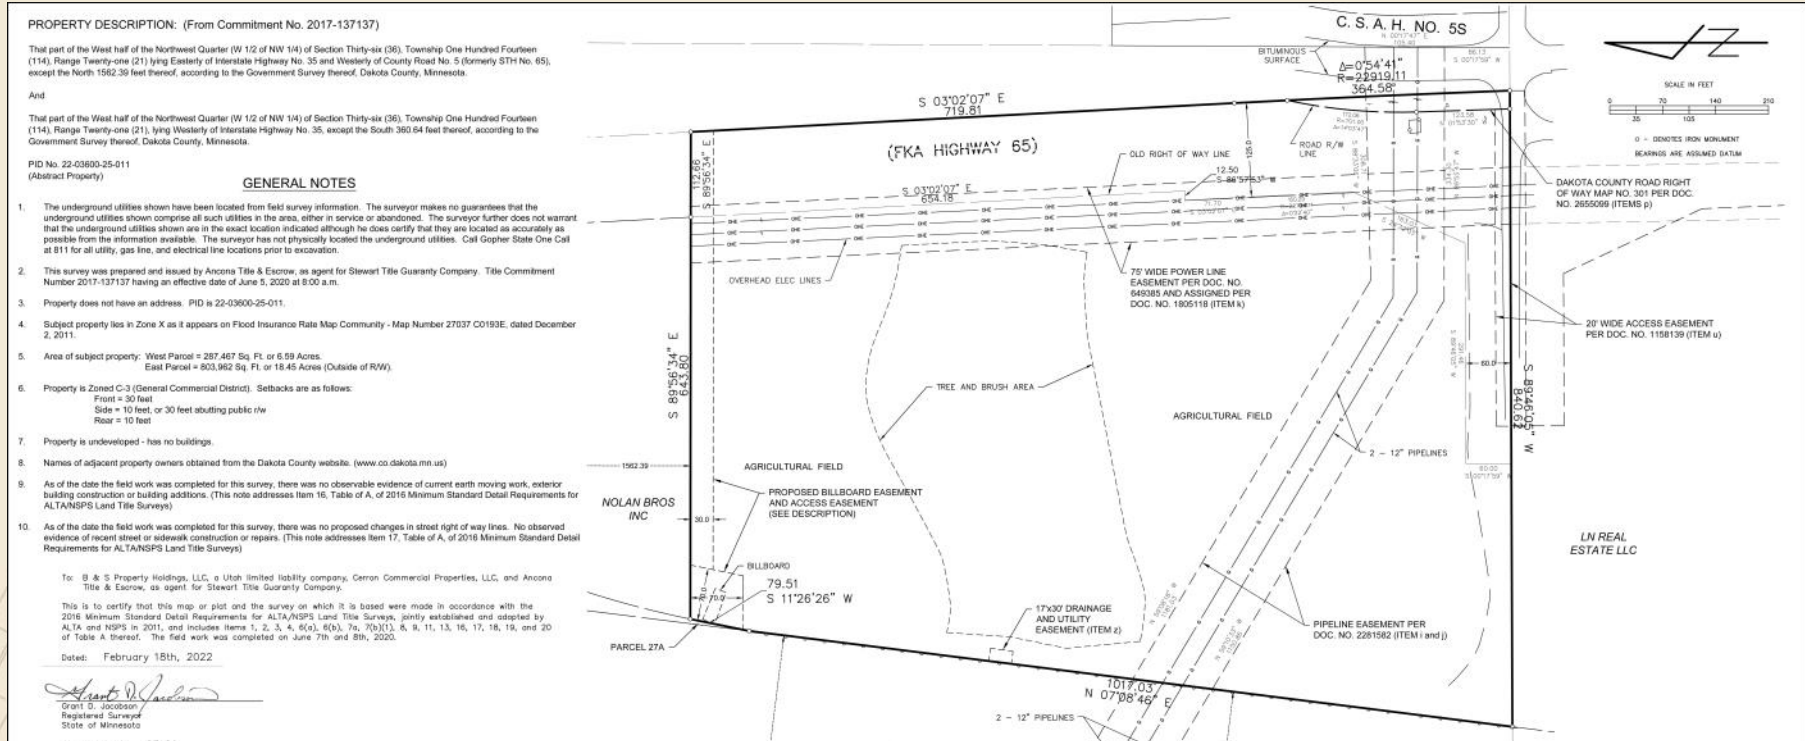 PROPERTY DESCRIPTION: (From Commitment No. 2017-137137)
That part of the West half of the Northwest Quarter (W 1/2 of NW 1/4) of Section Thirty-six (36), Township One Hundred Fourteen
(114), Range Twenty-one (21) lying Easterly of Interstate Highway No. 35 and Westerly of County Road No. 5 (formerly STH No. 65),
except the North 1562.39 feet thereof, according to the Government Survey thereof, Dakota County, Minnesota.
And
That part of the West half of the Northwest Quarter (W 1/2 of NW 1/4) of Section Thirty-six (36), Township One Hundred Fourteen
(114), Range Twenty-one (21), lying Westerly of Interstate Highway No. 35, except the South 360.64 feet thereof, according to the
Government Survey thereof, Dakota County, Minnesota.
PID No. 22-03600-25-011
(Abstract Property)
GENERAL NOTES
1. The underground utilities shown have been located from field survey information. The surveyor makes no guarantees that the
underground utilities shown comprise all such utilities in the area, either in service or abandoned. The surveyor further does not warrant
that the underground utilities shown are in the exact location indicated although he does certify that they are located as accurately as
possible from the information available. The surveyor has not physically located the underground utilities. Call Gopher State One Call
at 811 for all utility, gas line, and electrical line locations prior to excavation.
2. This survey was prepared and issued by Ancona Title & Escrow, as agent for Stewart Title Guaranty Company. Title Commitment
Number 2017-137137 having an effective date of June 5, 2020 at 8:00 a.m.
3. Property does not have an address. PID is 22-03600-25-011.
4. Subject property lies in Zone X as it appears on Flood Insurance Rate Map Community - Map Number 27037 C0193E, dated December
2, 2011.
5. Area of subject property: West Parcel = 287,467 Sq. Ft. or 6.59 Acres.
East Parcel = 803,962 Sq. Ft. or 18.45 Acres (Outside of R/W).
6. Property is Zoned C-3 (General Commercial District). Setbacks are as follows:
Front = 30 feet
Side = 10 feet, or 30 feet abutting public r/w
Rear = 10 feet
7. Property is undeveloped - has no buildings.
8. Names of adjacent property owners obtained from the Dakota County website. (www.co.dakota.mn.us)
9. As of the date the field work was completed for this survey, there was no observable evidence of current earth moving work, exterior
building construction or building additions. (This note addresses Item 16, Table of A, of 2016 Minimum Standard Detail Requirements for
ALTA/NSPS Land Title Surveys)
10. As of the date the field work was completed for this survey, there was no proposed changes in street right of way lines. No observed
evidence of recent street or sidewalk construction or repairs. (This note addresses Item 17, Table of A, of 2016 Minimum Standard Detail
Requirements for ALTA/NSPS Land Title Surveys)
To: B & S Property Holdings, LLC, a Utah limited liability company, Cerron Commercial Properties, LLC, and Ancona
Title & Escrow, as agent for Stewart Title Guaranty Company.
This is to certify that this map or plat and the survey on which it is based were made in accordance with the
2016 Minimum Standard Detail Requirements for ALTA/NSPS Land Title Surveys, jointly established and adopted by
ALTA and NSPS in 2011, and includes items 1, 2, 3, 4, 6(a), 6(b), 7a, 7(b)(1), 8, 9, 11, 13, 16, 17, 18, 19, and 20
of Table A thereof. The field work was completed on June 7th and 8th, 2020.
Dated: February 18th, 2022
Grant D. Jacobson
Grant D. Jacobson
Registered Surveyor
State of Minnesota
C. S. A. H. NO. 5S
N 00°17'47" E
105.40
66.13
S 00°17'59" W
BITUMINOUS
SURFACE
Δ=0°54'41"
R=22919.11
364.58'
S 03°02'07" E
719.81
(FKA HIGHWAY 65)
OLD RIGHT OF WAY LINE
ROAD R/W
LINE
125.0
12.50
S 86°57'53" W
S 03°02'07" E
654.18
112.66
S 89°56'34" E
OHE
OVERHEAD ELEC LINES
75' WIDE POWER LINE
EASEMENT PER DOC. NO.
649385 AND ASSIGNED PER
DOC. NO. 1805118 (ITEM k)
SCALE IN FEET
0 70 140 210
35 105
O - DENOTES IRON MONUMENT
BEARINGS ARE ASSUMED DATUM
DAKOTA COUNTY ROAD RIGHT
OF WAY MAP NO. 301 PER DOC.
NO. 2655099 (ITEMS p)
20' WIDE ACCESS EASEMENT
PER DOC. NO. 1158139 (ITEM u)
S 89°56'34" E
643.80
TREE AND BRUSH AREA
AGRICULTURAL FIELD
60.0
S 89°46'05" W
840.62
2 - 12" PIPELINES
60.00
S 00°17'59" W
1562.39
AGRICULTURAL FIELD
NOLAN BROS
INC
PROPOSED BILLBOARD EASEMENT
AND ACCESS EASEMENT
(SEE DESCRIPTION)
30.0
LN REAL
ESTATE LLC
BILLBOARD
79.51
S 11°26'26" W
70.0
PARCEL 27A
17'x30' DRAINAGE
AND UTILITY
EASEMENT (ITEM z)
PIPELINE EASEMENT PER
DOC. NO. 2281582 (ITEM i and j)
1017.03
N 07°08'46" E
2 - 12" PIPELINES